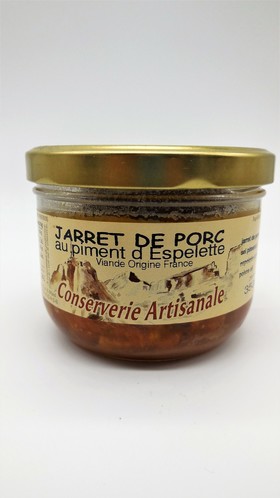 JARRET DE PORC
au piment d'Espelette
Viande Origine France
Conserverie Artisanale